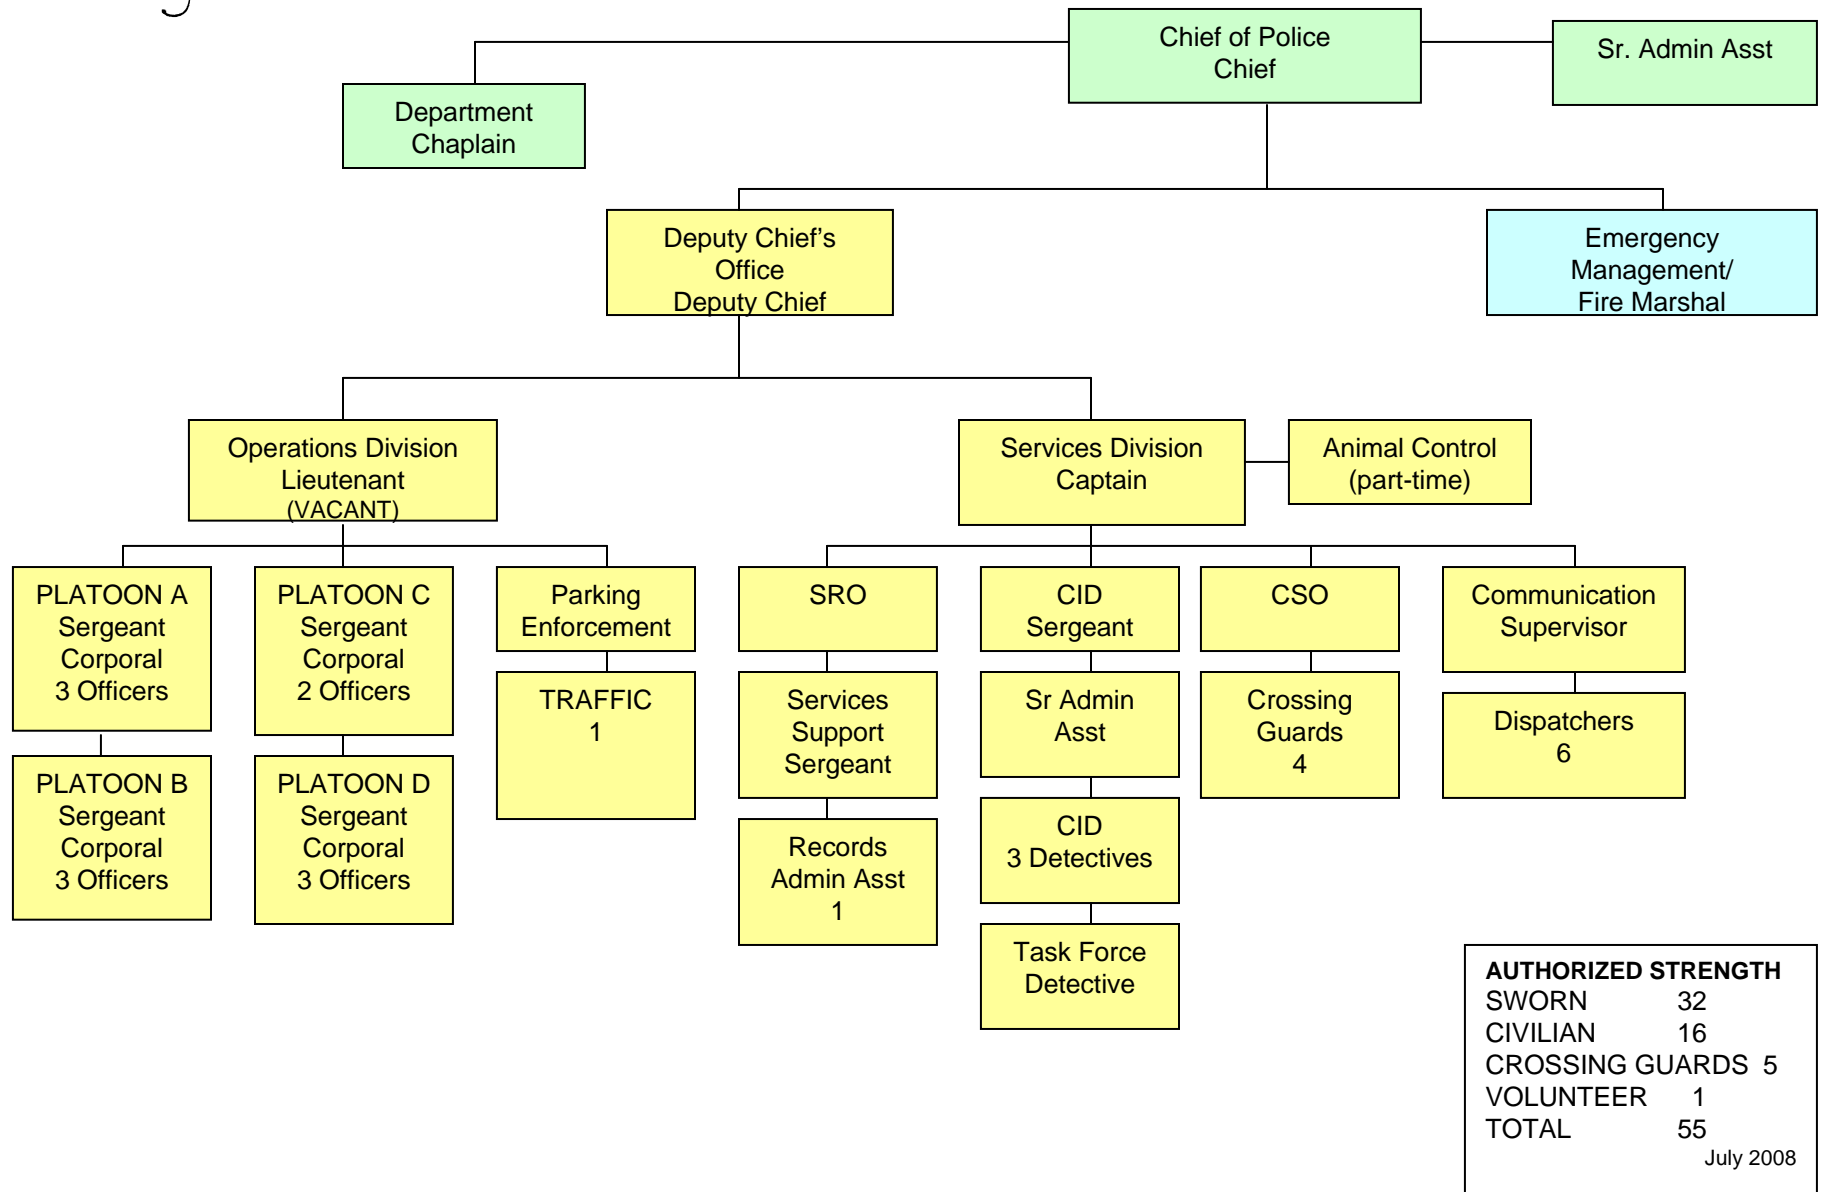 Chief of Police
Chief
Sr. Admin Asst
Department
Chaplain
Deputy Chief's
Office
Deputy Chief
Emergency
Management/
Fire Marshal
Operations Division
Lieutenant
(VACANT)
Services Division
Captain
Animal Control
(part-time)
PLATOON A
Sergeant
Corporal
3 Officers
PLATOON C
Sergeant
Corporal
2 Officers
Parking
Enforcement
SRO
CID
Sergeant
CSO
Communication
Supervisor
TRAFFIC
1
Services
Support
Sergeant
Sr Admin
Asst
Crossing
Guards
4
Dispatchers
6
PLATOON B
Sergeant
Corporal
3 Officers
PLATOON D
Sergeant
Corporal
3 Officers
Records
Admin Asst
1
CID
3 Detectives
Task Force
Detective
AUTHORIZED STRENGTH
SWORN 32
CIVILIAN 16
CROSSING GUARDS 5
VOLUNTEER 1
TOTAL 55
July 2008